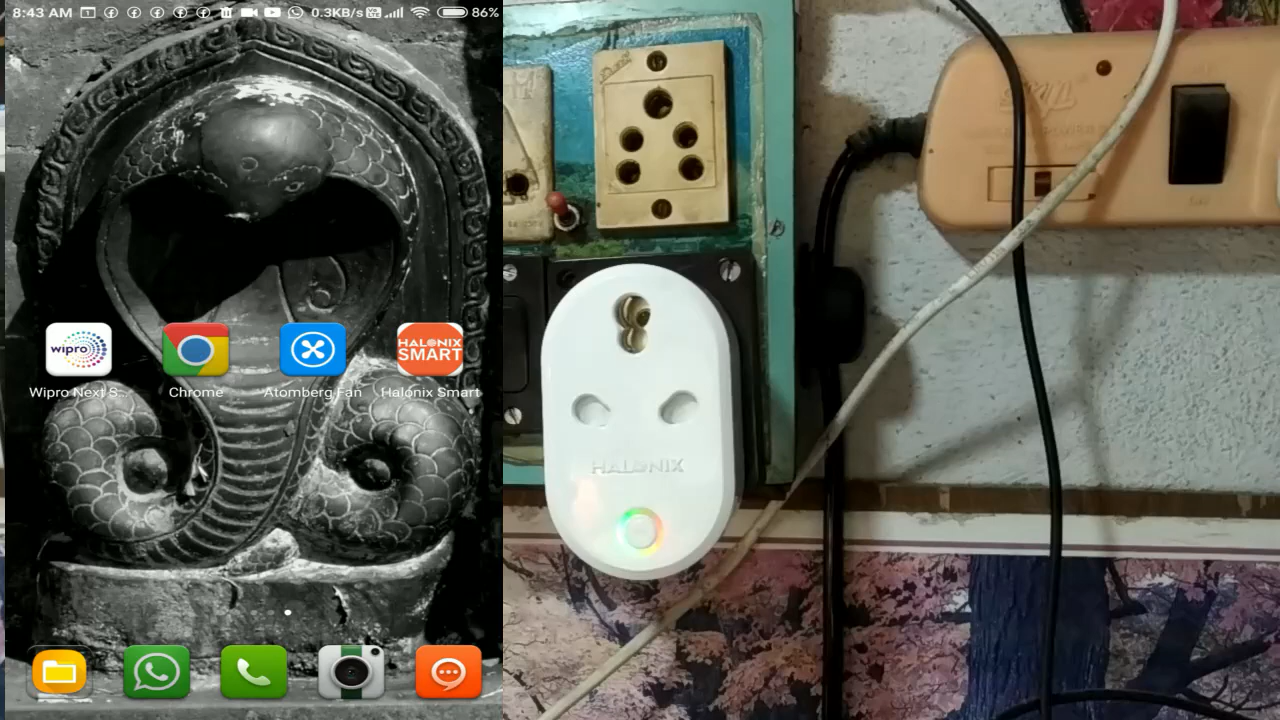 8:43 AM 0.3KB/s 86%
wipro
HALONIX
SMART
Wipro Next S... Chrome Atomberg Fan Halonix Smart
HALONIX